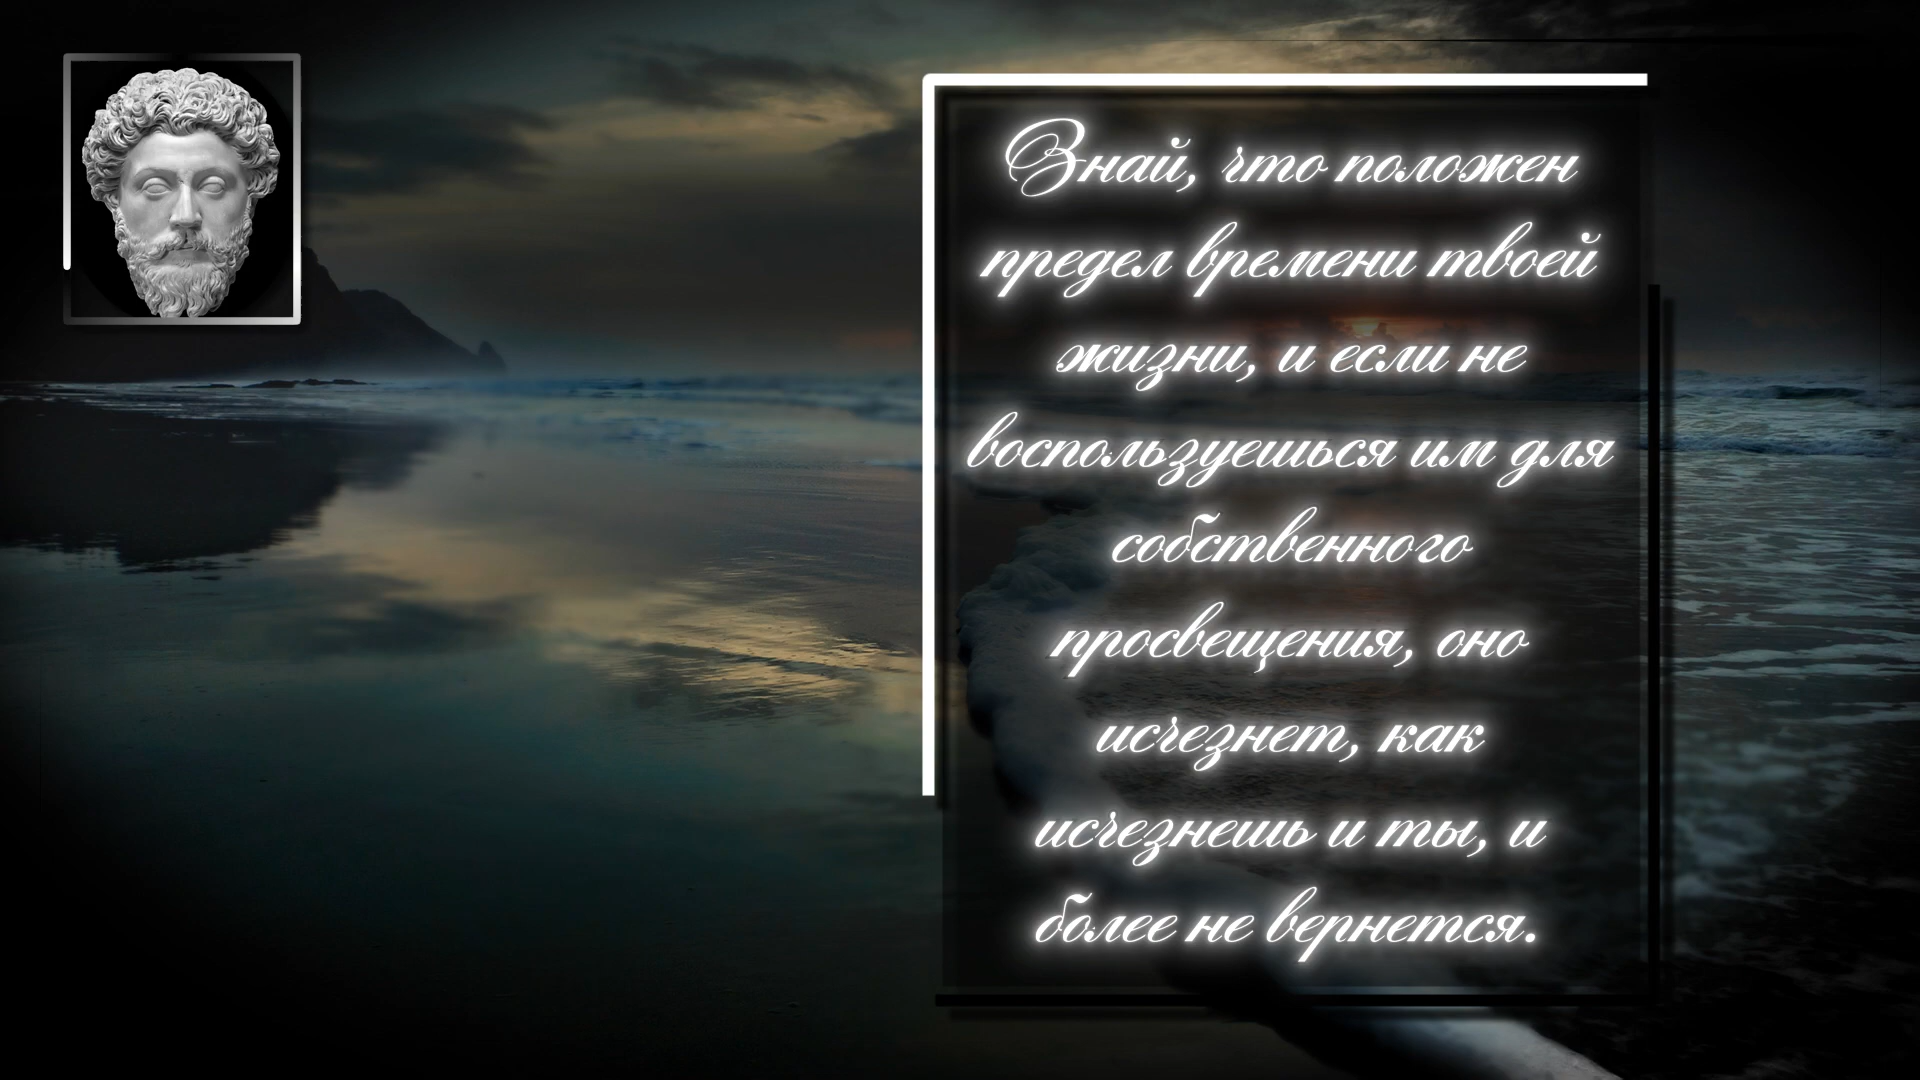 Знай, что положен
предел времени твоей
жизни, и если не
воспользуешься им для
собственного
просвещения, оно
исчезнет, как
исчезнешь и ты, и
более не вернется.